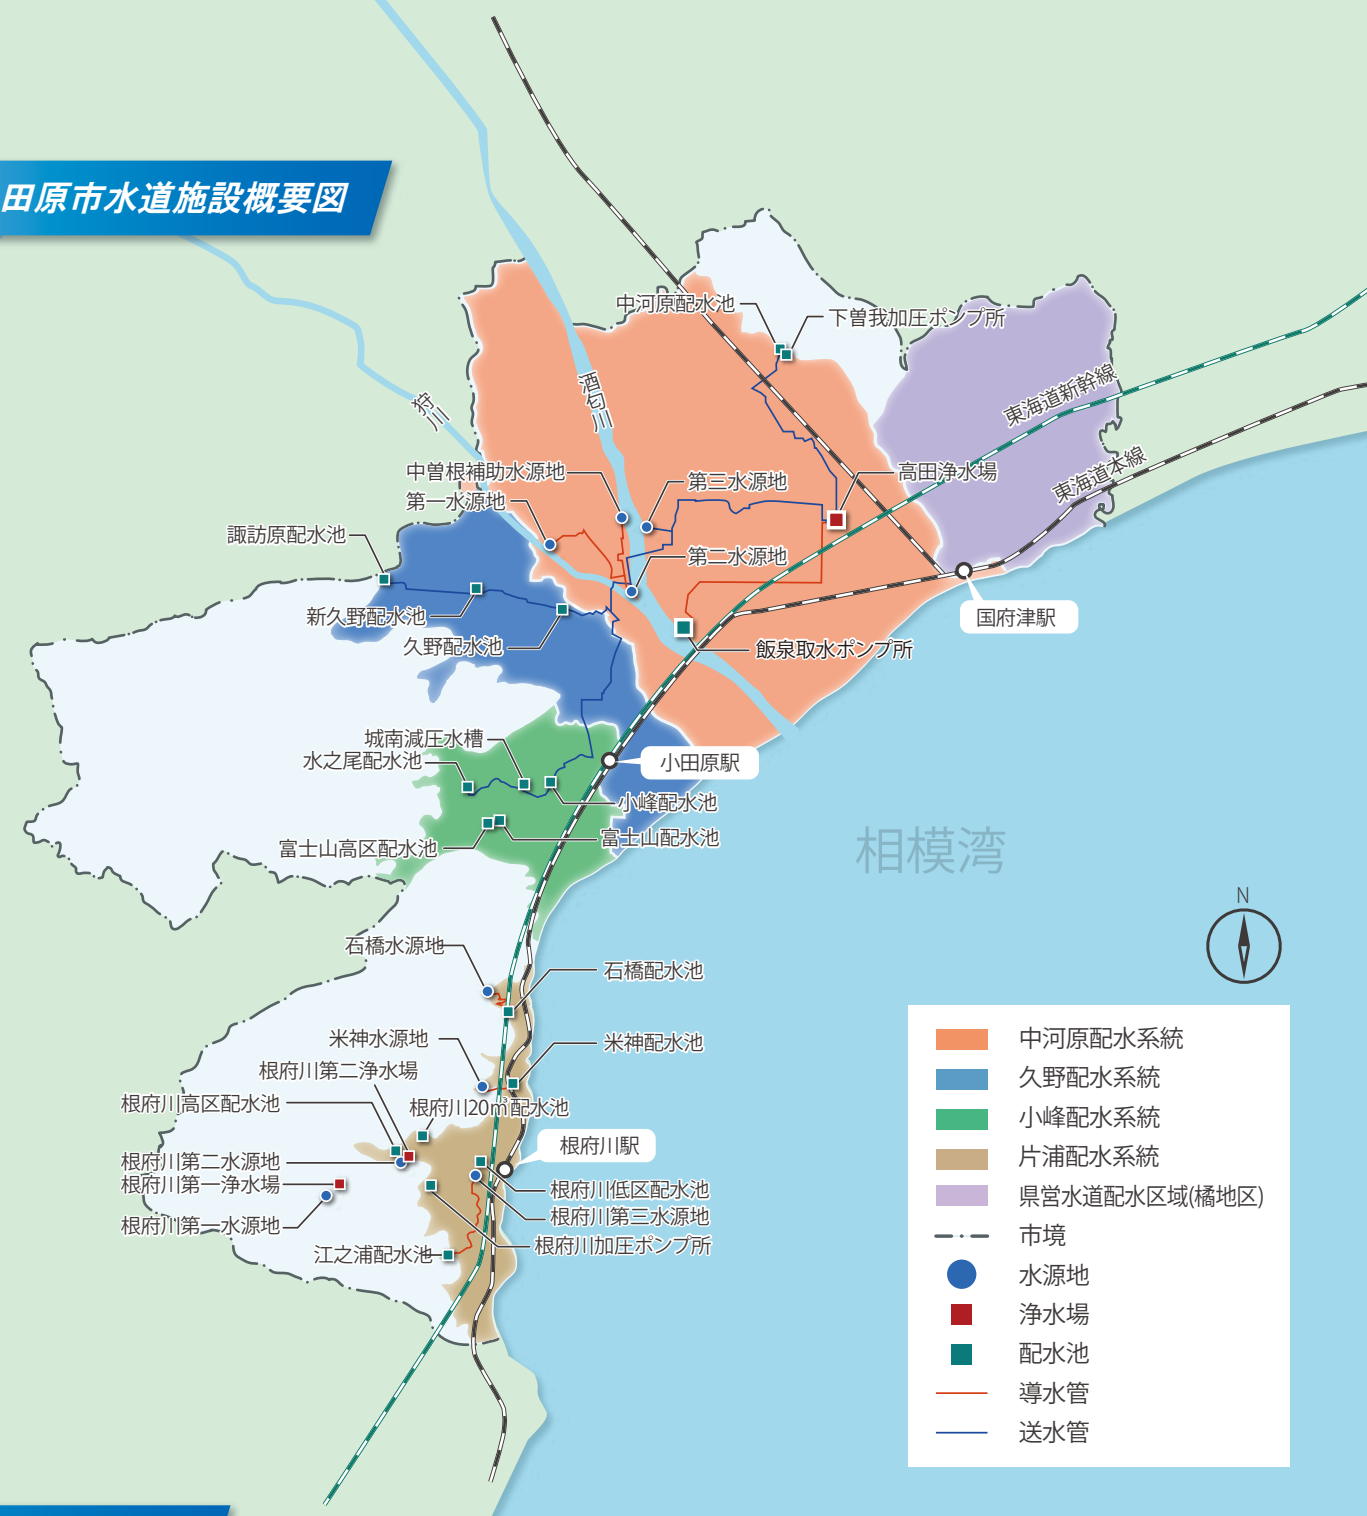 田原市水道施設概要図
中河原配水池
下曽我加圧ポンプ所
狩川
酒匂川
東海道新幹線
東海道本線
中曽根補助水源地
第一水源地
第三水源地
高田浄水場
諏訪原配水池
第二水源地
新久野配水池
久野配水池
国府津駅
飯泉取水ポンプ所
城南減圧水槽
水之尾配水池
小田原駅
小峰配水池
富士山配水池
富士山高区配水池
相模湾
N
石橋水源地
石橋配水池
米神水源地
米神配水池
根府川第二浄水場
根府川高区配水池
根府川20㎥配水池
根府川駅
根府川第二水源地
根府川第一浄水場
根府川低区配水池
根府川第三水源地
根府川第一水源地
根府川加圧ポンプ所
江之浦配水池
中河原配水系統
久野配水系統
小峰配水系統
片浦配水系統
県営水道配水区域(橘地区)
市境
水源地
浄水場
配水池
導水管
送水管